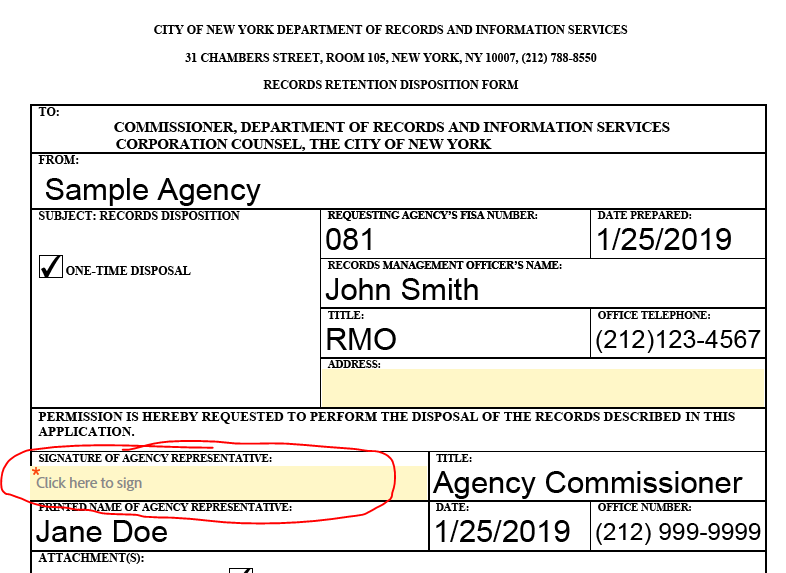 CITY OF NEW YORK DEPARTMENT OF RECORDS AND INFORMATION SERVICES
31 CHAMBERS STREET, ROOM 105, NEW YORK, NY 10007, (212) 788-8550
RECORDS RETENTION DISPOSITION FORM
TO:
COMMISSIONER, DEPARTMENT OF RECORDS AND INFORMATION SERVICES
CORPORATION COUNSEL, THE CITY OF NEW YORK
FROM:
Sample Agency
SUBJECT: RECORDS DISPOSITION
ONE-TIME DISPOSAL
REQUESTING AGENCY'S FISA NUMBER:
081
DATE PREPARED:
1/25/2019
RECORDS MANAGEMENT OFFICER'S NAME:
John Smith
TITLE:
RMO
OFFICE TELEPHONE:
(212)123-4567
ADDRESS:
PERMISSION IS HEREBY REQUESTED TO PERFORM THE DISPOSAL OF THE RECORDS DESCRIBED IN THIS
APPLICATION.
SIGNATURE OF AGENCY REPRESENTATIVE:
* Click here to sign
TITLE:
Agency Commissioner
PRINTED NAME OF AGENCY REPRESENTATIVE:
Jane Doe
DATE:
1/25/2019
OFFICE NUMBER:
(212) 999-9999
ATTACHMENT(S):